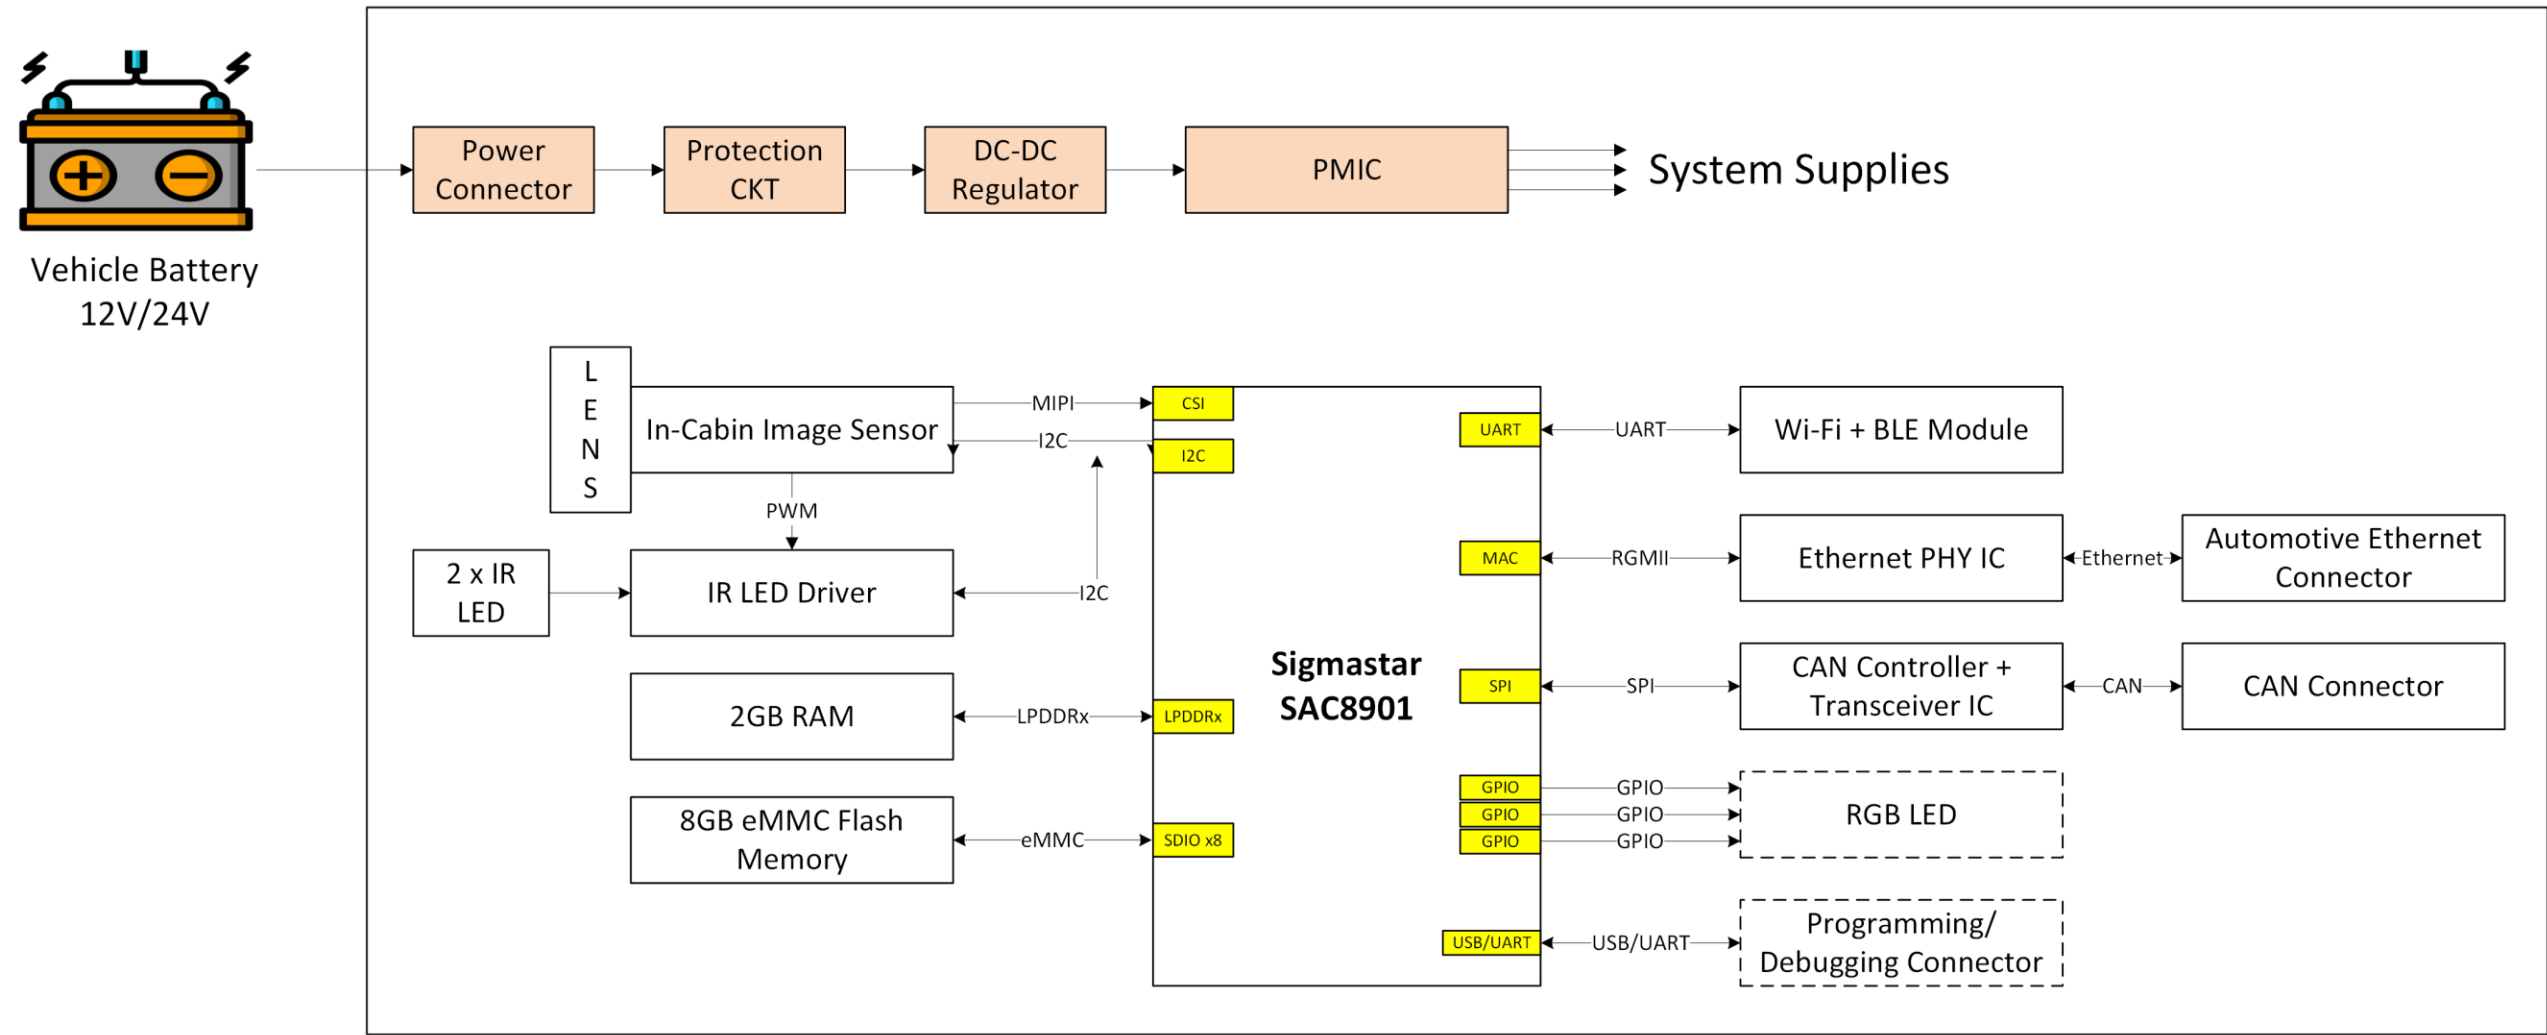 Vehicle Battery
12V/24V
Power
Connector
Protection
CKT
DC-DC
Regulator
PMIC
System Supplies
L
E
N
S
In-Cabin Image Sensor
MIPI
CSI
I2C
I2C
PWM
2 x IR
LED
IR LED Driver
I2C
2GB RAM
LPDDRx
LPDDRx
8GB eMMC Flash
Memory
eMMC
SDIO x8
Sigmastar
SAC8901
UART
UART
Wi-Fi + BLE Module
MAC
RGMII
Ethernet PHY IC
Ethernet
Automotive Ethernet
Connector
SPI
SPI
CAN Controller +
Transceiver IC
CAN
CAN Connector
GPIO
GPIO
GPIO
GPIO
GPIO
GPIO
RGB LED
USB/UART
USB/UART
Programming/
Debugging Connector